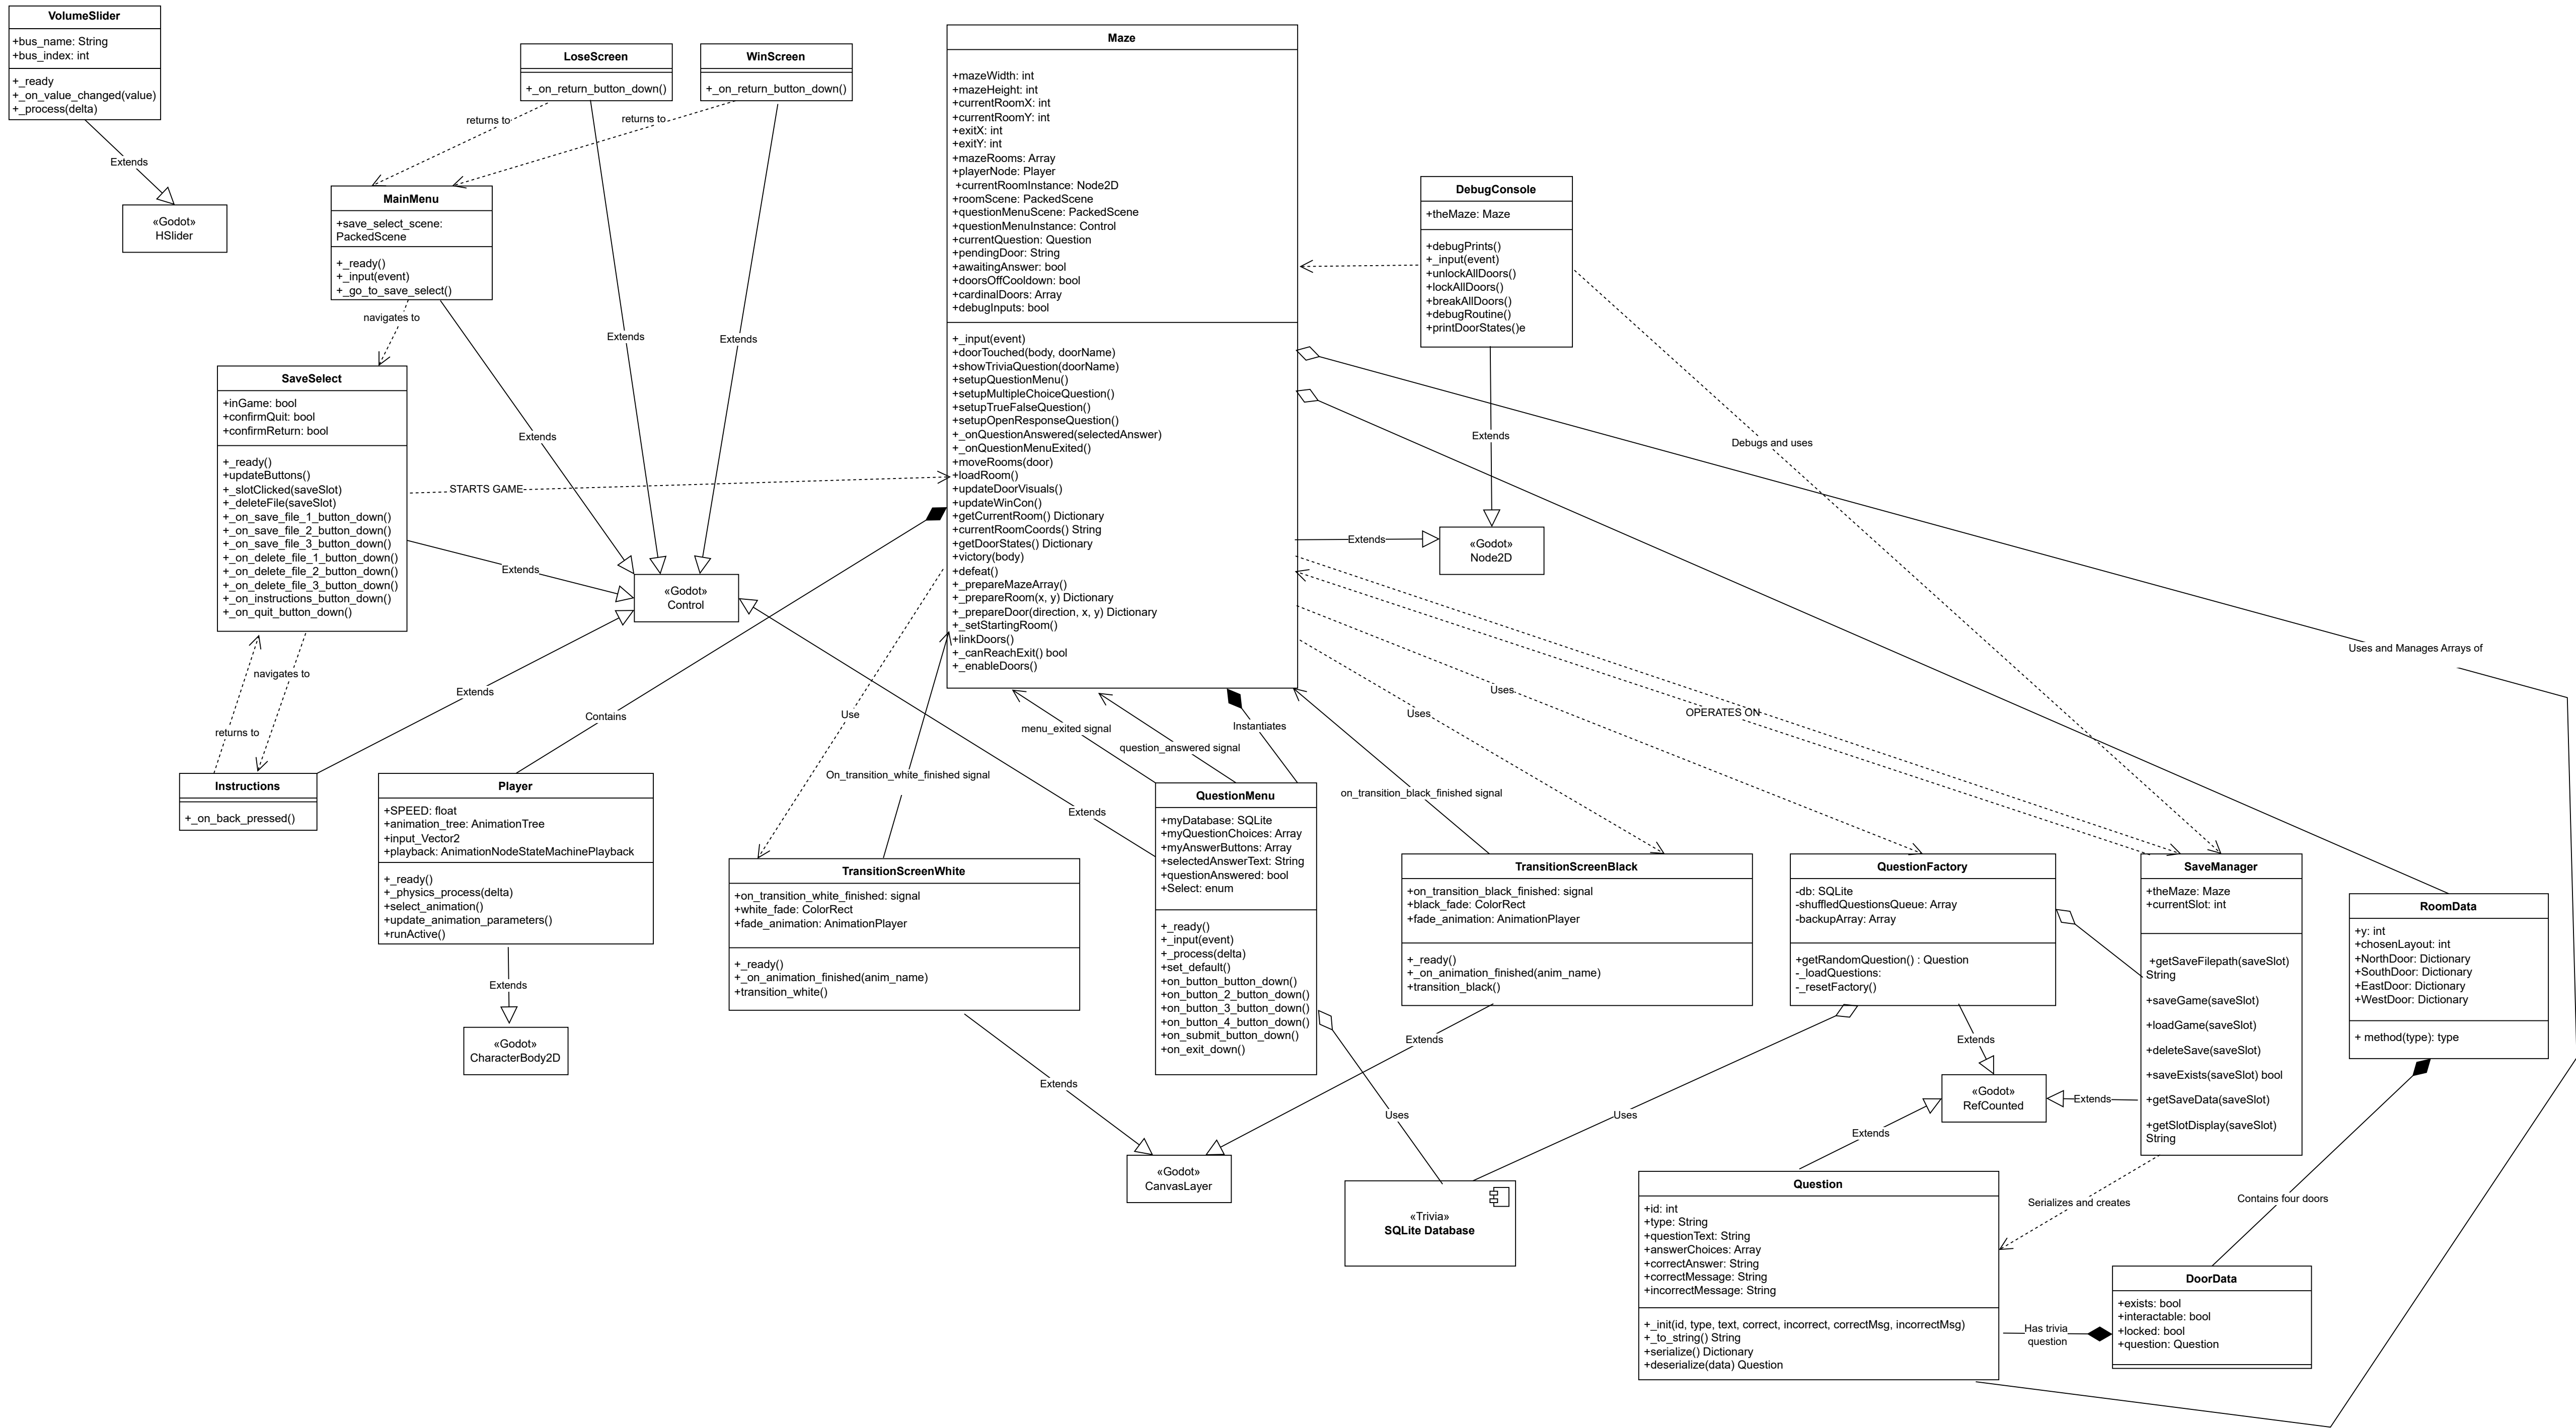 VolumeSlider
+bus_name: String
+bus_index: int
+_ready
+_on_value_changed(value)
+_process(delta)
Extends
«Godot»
HSlider
LoseScreen
+_on_return_button_down()
WinScreen
+_on_return_button_down()
returns to
returns to
MainMenu
+save_select_scene:
PackedScene
+_ready()
+_input(event)
+_go_to_save_select()
navigates to
Extends
Extends
Extends
SaveSelect
+inGame: bool
+confirmQuit: bool
+confirmReturn: bool
+_ready()
+updateButtons()
+_slotClicked(saveSlot)
+_deleteFile(saveSlot)
+_on_save_file_1_button_down()
+_on_save_file_2_button_down()
+_on_save_file_3_button_down()
+_on_delete_file_1_button_down()
+_on_delete_file_2_button_down()
+_on_delete_file_3_button_down()
+_on_instructions_button_down()
+_on_quit_button_down()
STARTS GAME
Extends
«Godot»
Control
navigates to
returns to
Extends
Instructions
+_on_back_pressed()
Maze
+mazeWidth: int
+mazeHeight: int
+currentRoomX: int
+currentRoomY: int
+exitX: int
+exitY: int
+mazeRooms: Array
+playerNode: Player
+currentRoomInstance: Node2D
+roomScene: PackedScene
+questionMenuScene: PackedScene
+questionMenuInstance: Control
+currentQuestion: Question
+pendingDoor: String
+awaitingAnswer: bool
+doorsOffCooldown: bool
+cardinalDoors: Array
+debugInputs: bool
+_input(event)
+doorTouched(body, doorName)
+showTriviaQuestion(doorName)
+setupQuestionMenu()
+setupMultipleChoiceQuestion()
+setupTrueFalseQuestion()
+setupOpenResponseQuestion()
+_onQuestionAnswered(selectedAnswer)
+_onQuestionMenuExited()
+moveRooms(door)
+loadRoom()
+updateDoorVisuals()
+updateWinCon()
+getCurrentRoom() Dictionary
+currentRoomCoords() String
+getDoorStates() Dictionary
+victory(body)
+defeat()
+_prepareMazeArray()
+_prepareRoom(x, y) Dictionary
+_prepareDoor(direction, x, y) Dictionary
+_setStartingRoom()
+linkDoors()
+_canReachExit() bool
+_enableDoors()
DebugConsole
+theMaze: Maze
+debugPrints()
+_input(event)
+unlockAllDoors()
+lockAllDoors()
+breakAllDoors()
+debugRoutine()
+printDoorStates()e
Extends
Extends
«Godot»
Node2D
Debugs and uses
Uses and Manages Arrays of
Contains
Use
On_transition_white_finished signal
menu_exited signal
question_answered signal
Instantiates
Extends
on_transition_black_finished signal
Uses
Uses
OPERATES ON
Player
+SPEED: float
+animation_tree: AnimationTree
+input_Vector2
+playback: AnimationNodeStateMachinePlayback
+_ready()
+_physics_process(delta)
+select_animation()
+update_animation_parameters()
+runActive()
Extends
«Godot»
CharacterBody2D
TransitionScreenWhite
+on_transition_white_finished: signal
+white_fade: ColorRect
+fade_animation: AnimationPlayer
+_ready()
+_on_animation_finished(anim_name)
+transition_white()
Extends
QuestionMenu
+myDatabase: SQLite
+myQuestionChoices: Array
+myAnswerButtons: Array
+selectedAnswerText: String
+questionAnswered: bool
+Select: enum
+_ready()
+_input(event)
+_process(delta)
+set_default()
+on_button_button_down()
+on_button_2_button_down()
+on_button_3_button_down()
+on_button_4_button_down()
+on_submit_button_down()
+on_exit_down()
«Godot»
CanvasLayer
TransitionScreenBlack
+on_transition_black_finished: signal
+black_fade: ColorRect
+fade_animation: AnimationPlayer
+_ready()
+_on_animation_finished(anim_name)
+transition_black()
Extends
Uses
«Trivia»
SQLite Database
QuestionFactory
-db: SQLite
-shuffledQuestionsQueue: Array
-backupArray: Array
+getRandomQuestion() : Question
-_loadQuestions:
-_resetFactory()
Uses
Extends
«Godot»
RefCounted
Extends
Extends
SaveManager
+theMaze: Maze
+currentSlot: int
+getSaveFilepath(saveSlot)
String
+saveGame(saveSlot)
+loadGame(saveSlot)
+deleteSave(saveSlot)
+saveExists(saveSlot) bool
+getSaveData(saveSlot)
+getSlotDisplay(saveSlot)
String
RoomData
+y: int
+chosenLayout: int
+NorthDoor: Dictionary
+SouthDoor: Dictionary
+EastDoor: Dictionary
+WestDoor: Dictionary
+ method(type): type
Serializes and creates
Contains four doors
Question
+id: int
+type: String
+questionText: String
+answerChoices: Array
+correctAnswer: String
+correctMessage: String
+incorrectMessage: String
+_init(id, type, text, correct, incorrect, correctMsg, incorrectMsg)
+_to_string() String
+serialize() Dictionary
+deserialize(data) Question
Has trivia
question
DoorData
+exists: bool
+interactable: bool
+locked: bool
+question: Question